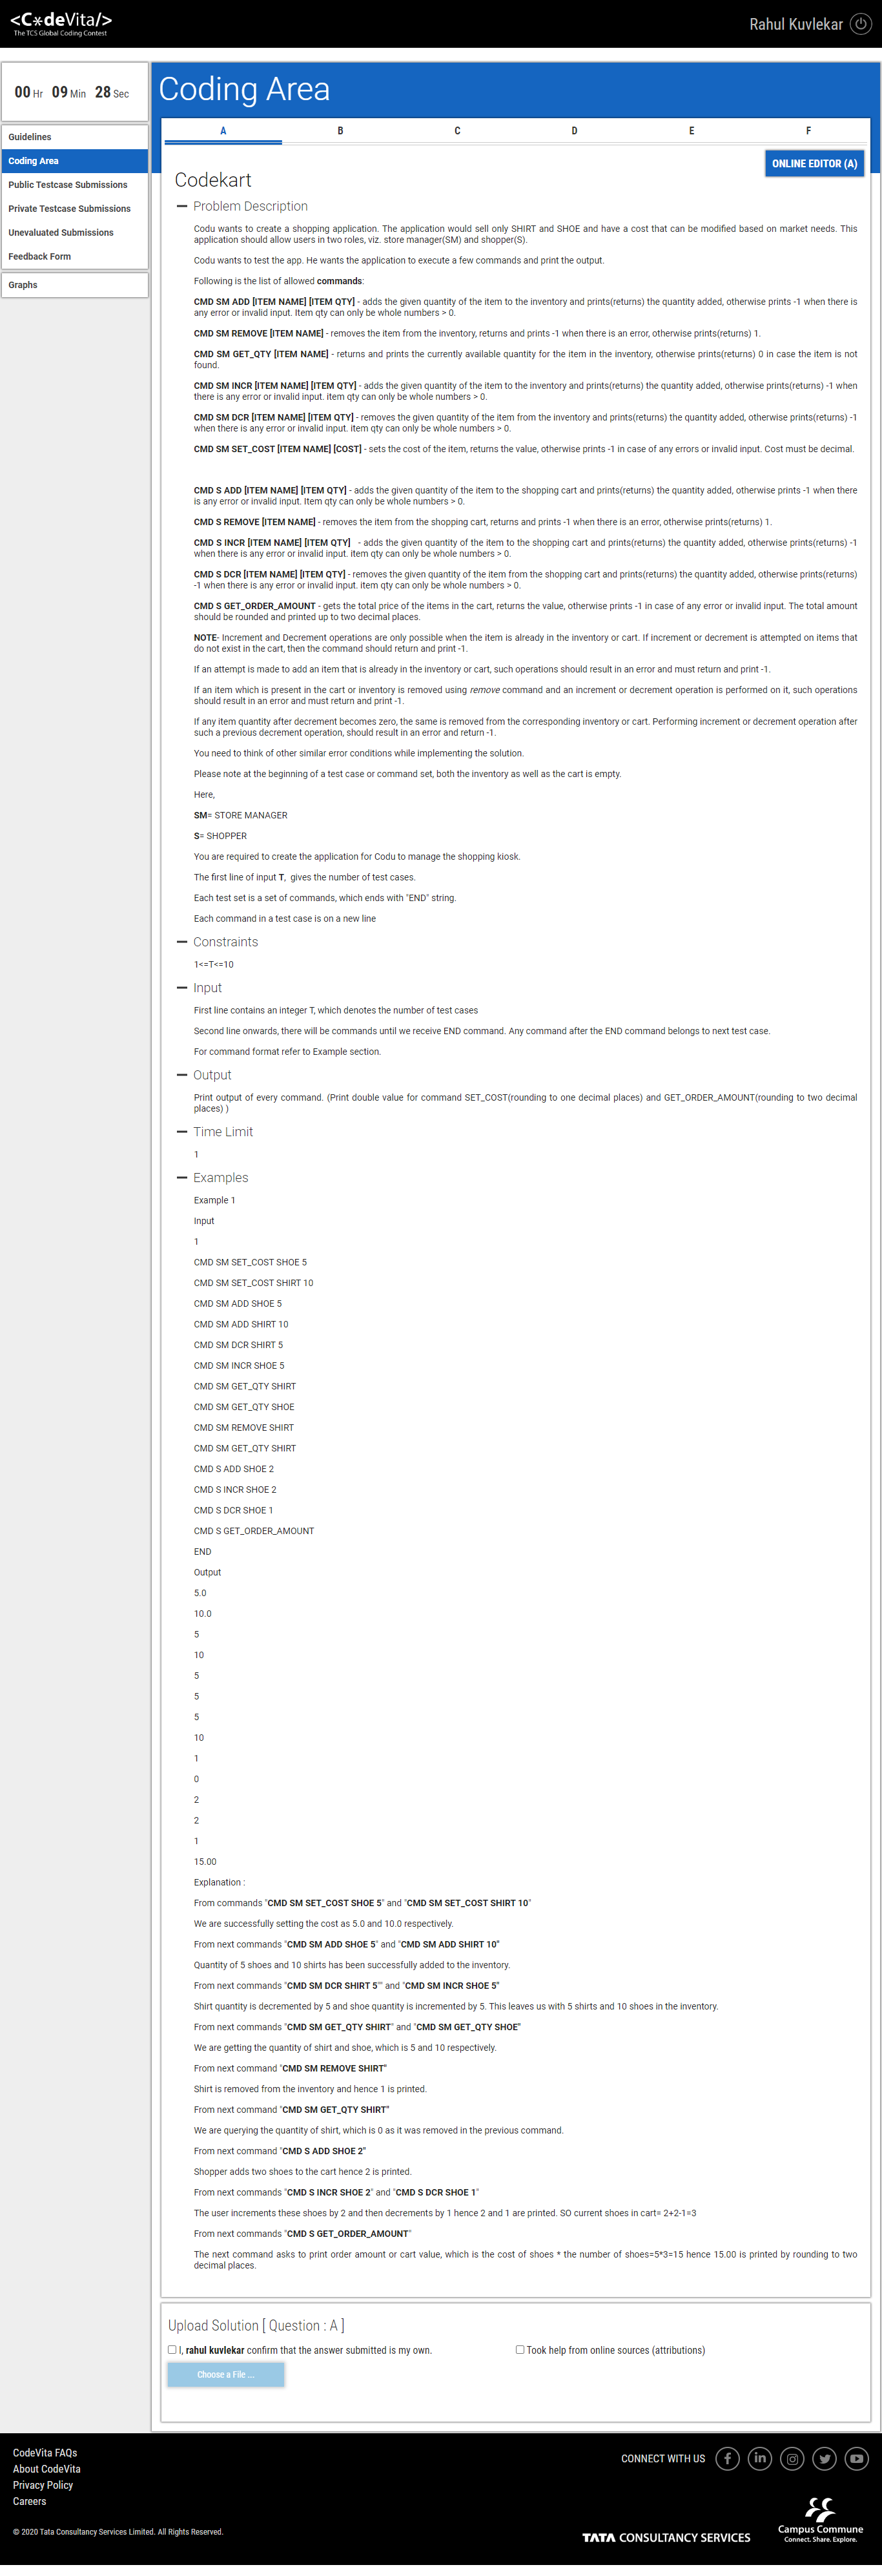 <C*deVita/>
The TCS Global Coding Contest
Rahul Kuvlekar
00 Hr 09 Min 28 Sec
Guidelines
Coding Area
Public Testcase Submissions
Private Testcase Submissions
Unevaluated Submissions
Feedback Form
Graphs
Coding Area
A B C D E F
ONLINE EDITOR (A)
Codekart
Problem Description
Codu wants to create a shopping application. The application would sell only SHIRT and SHOE and have a cost that can be modified based on market needs. This
application should allow users in two roles, viz. store manager(SM) and shopper(S).
Codu wants to test the app. He wants the application to execute a few commands and print the output.
Following is the list of allowed commands:
CMD SM ADD [ITEM NAME] [ITEM QTY] - adds the given quantity of the item to the inventory and prints(returns) the quantity added, otherwise prints -1 when there is
any error or invalid input. Item qty can only be whole numbers > 0.
CMD SM REMOVE [ITEM NAME] - removes the item from the inventory, returns and prints -1 when there is an error, otherwise prints(returns) 1.
CMD SM GET_QTY [ITEM NAME] - returns and prints the currently available quantity for the item in the inventory, otherwise prints(returns) 0 in case the item is not
found.
CMD SM INCR [ITEM NAME] [ITEM QTY] - adds the given quantity of the item to the inventory and prints(returns) the quantity added, otherwise prints(returns) -1 when
there is any error or invalid input. item qty can only be whole numbers > 0.
CMD SM DCR [ITEM NAME] [ITEM QTY] - removes the given quantity of the item from the inventory and prints(returns) the quantity added, otherwise prints(returns) -1
when there is any error or invalid input. item qty can only be whole numbers > 0.
CMD SM SET_COST [ITEM NAME] [COST] - sets the cost of the item, returns the value, otherwise prints -1 in case of any errors or invalid input. Cost must be decimal.
CMD S ADD [ITEM NAME] [ITEM QTY] - adds the given quantity of the item to the shopping cart and prints(returns) the quantity added, otherwise prints -1 when there
is any error or invalid input. Item qty can only be whole numbers > 0.
CMD S REMOVE [ITEM NAME] - removes the item from the shopping cart, returns and prints -1 when there is an error, otherwise prints(returns) 1.
CMD S INCR [ITEM NAME] [ITEM QTY] - adds the given quantity of the item to the shopping cart and prints(returns) the quantity added, otherwise prints(returns) -1
when there is any error or invalid input. item qty can only be whole numbers > 0.
CMD S DCR [ITEM NAME] [ITEM QTY] - removes the given quantity of the item from the shopping cart and prints(returns) the quantity added, otherwise prints(returns)
-1 when there is any error or invalid input. item qty can only be whole numbers > 0.
CMD S GET_ORDER_AMOUNT - gets the total price of the items in the cart, returns the value, otherwise prints -1 in case of any error or invalid input. The total amount
should be rounded and printed up to two decimal places.
NOTE- Increment and Decrement operations are only possible when the item is already in the inventory or cart. If increment or decrement is attempted on items that
do not exist in the cart, then the command should return and print -1.
If an attempt is made to add an item that is already in the inventory or cart, such operations should result in an error and must return and print -1.
If an item which is present in the cart or inventory is removed using remove command and an increment or decrement operation is performed on it, such operations
should result in an error and must return and print -1.
If any item quantity after decrement becomes zero, the same is removed from the corresponding inventory or cart. Performing increment or decrement operation after
such a previous decrement operation, should result in an error and return -1.
You need to think of other similar error conditions while implementing the solution.
Please note at the beginning of a test case or command set, both the inventory as well as the cart is empty.
Here,
SM= STORE MANAGER
S= SHOPPER
You are required to create the application for Codu to manage the shopping kiosk.
The first line of input T, gives the number of test cases.
Each test set is a set of commands, which ends with "END" string.
Each command in a test case is on a new line
Constraints
1<=T<=10
Input
First line contains an integer T, which denotes the number of test cases
Second line onwards, there will be commands until we receive END command. Any command after the END command belongs to next test case.
For command format refer to Example section.
Output
Print output of every command. (Print double value for command SET_COST(rounding to one decimal places) and GET_ORDER_AMOUNT(rounding to two decimal
places) )
Time Limit
1
Examples
Example 1
Input
1
CMD SM SET_COST SHOE 5
CMD SM SET_COST SHIRT 10
CMD SM ADD SHOE 5
CMD SM ADD SHIRT 10
CMD SM DCR SHIRT 5
CMD SM INCR SHOE 5
CMD SM GET_QTY SHIRT
CMD SM GET_QTY SHOE
CMD SM REMOVE SHIRT
CMD SM GET_QTY SHIRT
CMD S ADD SHOE 2
CMD S INCR SHOE 2
CMD S DCR SHOE 1
CMD S GET_ORDER_AMOUNT
END
Output
5.0
10.0
5
10
5
5
5
10
1
0
2
2
1
15.00
Explanation :
From commands "CMD SM SET_COST SHOE 5" and "CMD SM SET_COST SHIRT 10"
We are successfully setting the cost as 5.0 and 10.0 respectively.
From next commands "CMD SM ADD SHOE 5" and "CMD SM ADD SHIRT 10"
Quantity of 5 shoes and 10 shirts has been successfully added to the inventory.
From next commands "CMD SM DCR SHIRT 5"" and "CMD SM INCR SHOE 5"
Shirt quantity is decremented by 5 and shoe quantity is incremented by 5. This leaves us with 5 shirts and 10 shoes in the inventory.
From next commands "CMD SM GET_QTY SHIRT" and "CMD SM GET_QTY SHOE"
We are getting the quantity of shirt and shoe, which is 5 and 10 respectively.
From next command "CMD SM REMOVE SHIRT"
Shirt is removed from the inventory and hence 1 is printed.
From next command "CMD SM GET_QTY SHIRT"
We are querying the quantity of shirt, which is 0 as it was removed in the previous command.
From next command "CMD S ADD SHOE 2"
Shopper adds two shoes to the cart hence 2 is printed.
From next commands "CMD S INCR SHOE 2" and "CMD S DCR SHOE 1"
The user increments these shoes by 2 and then decrements by 1 hence 2 and 1 are printed. SO current shoes in cart= 2+2-1=3
From next commands "CMD S GET_ORDER_AMOUNT"
The next command asks to print order amount or cart value, which is the cost of shoes * the number of shoes=5*3=15 hence 15.00 is printed by rounding to two
decimal places.
Upload Solution [ Question : A ]
I, rahul kuvlekar confirm that the answer submitted is my own.
Took help from online sources (attributions)
Choose a File ...
CodeVita FAQs
About CodeVita
Privacy Policy
Careers
CONNECT WITH US
© 2020 Tata Consultancy Services Limited. All Rights Reserved.
TATA CONSULTANCY SERVICES
Campus Commune
Connect. Share. Explore.